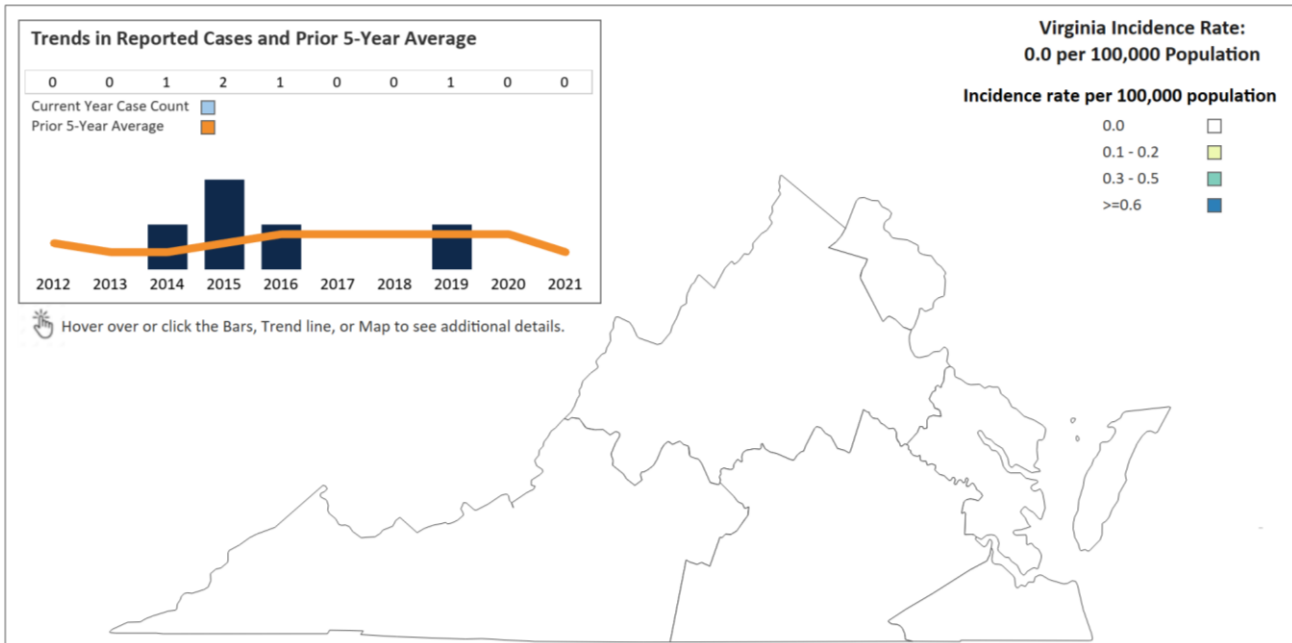 Trends in Reported Cases and Prior 5-Year Average
0 0 1 2 1 0 0 1 0 0
Current Year Case Count
Prior 5-Year Average
2012 2013 2014 2015 2016 2017 2018 2019 2020 2021
Hover over or click the Bars, Trend line, or Map to see additional details.
Virginia Incidence Rate:
0.0 per 100,000 Population
Incidence rate per 100,000 population
0.0
0.1 - 0.2
0.3 - 0.5
>=0.6